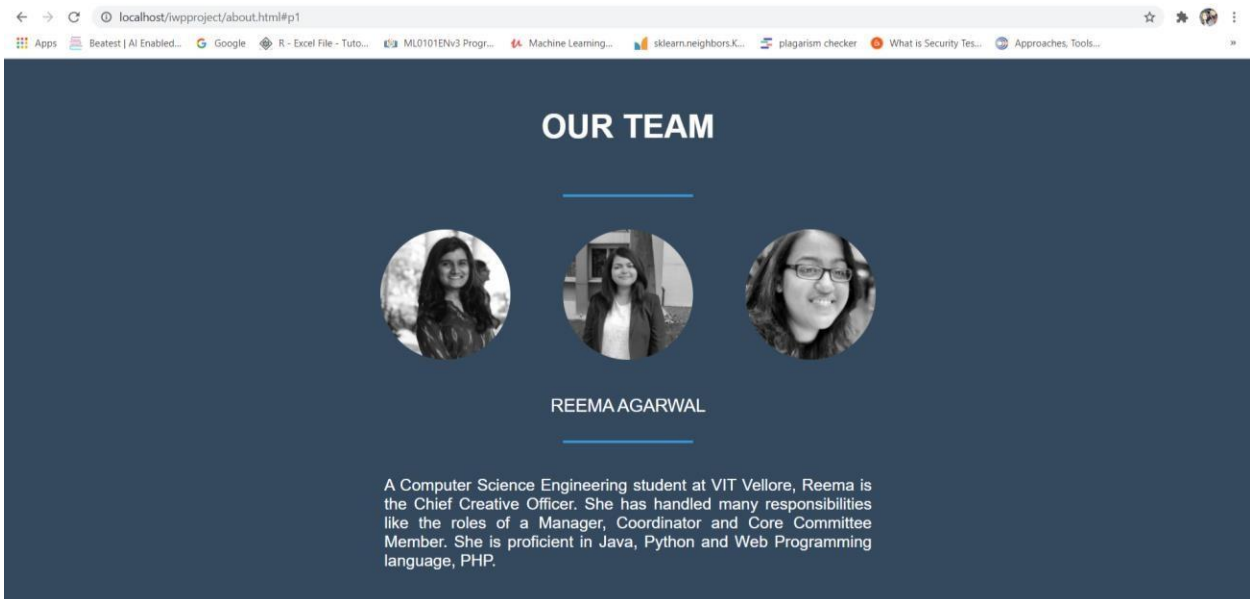 localhost/iwpproject/about.html#p1
Apps Beatest | AI Enabled... Google R - Excel File - Tuto... ML0101ENv3 Progr... Machine Learning... sklearn.neighbors.K... plagarism checker What is Security Tes... Approaches, Tools... »
OUR TEAM
REEMA AGARWAL
A Computer Science Engineering student at VIT Vellore, Reema is
the Chief Creative Officer. She has handled many responsibilities
like the roles of a Manager, Coordinator and Core Committee
Member. She is proficient in Java, Python and Web Programming
language, PHP.